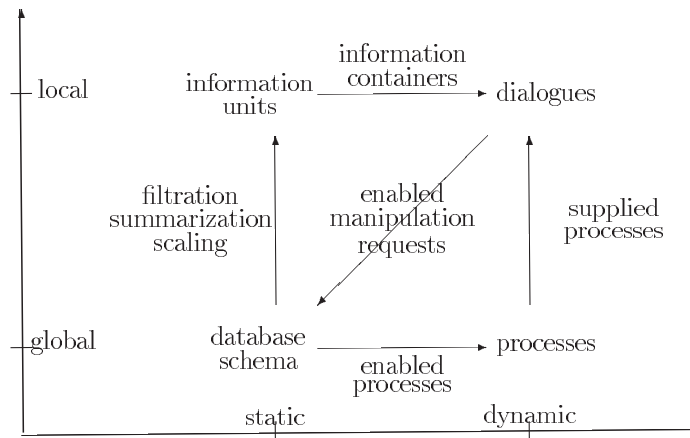 information
containers
local
information
units
dialogues
filtration
summarization
scaling
enabled
manipulation
requests
supplied
processes
global
database
schema
processes
enabled
processes
static
dynamic